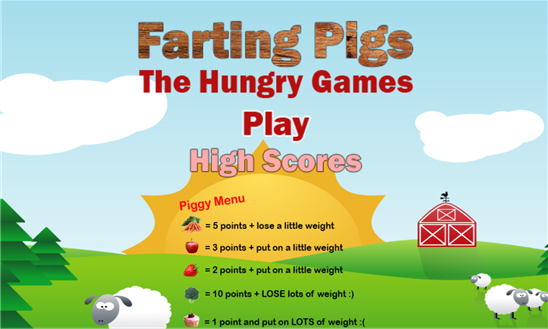 Farting Pigs
The Hungry Games
Play
High Scores
Piggy Menu
= 5 points + lose a little weight
= 3 points + put on a little weight
= 2 points + put on a little weight
= 10 points + LOSE lots of weight :)
= 1 point and put on LOTS of weight :(